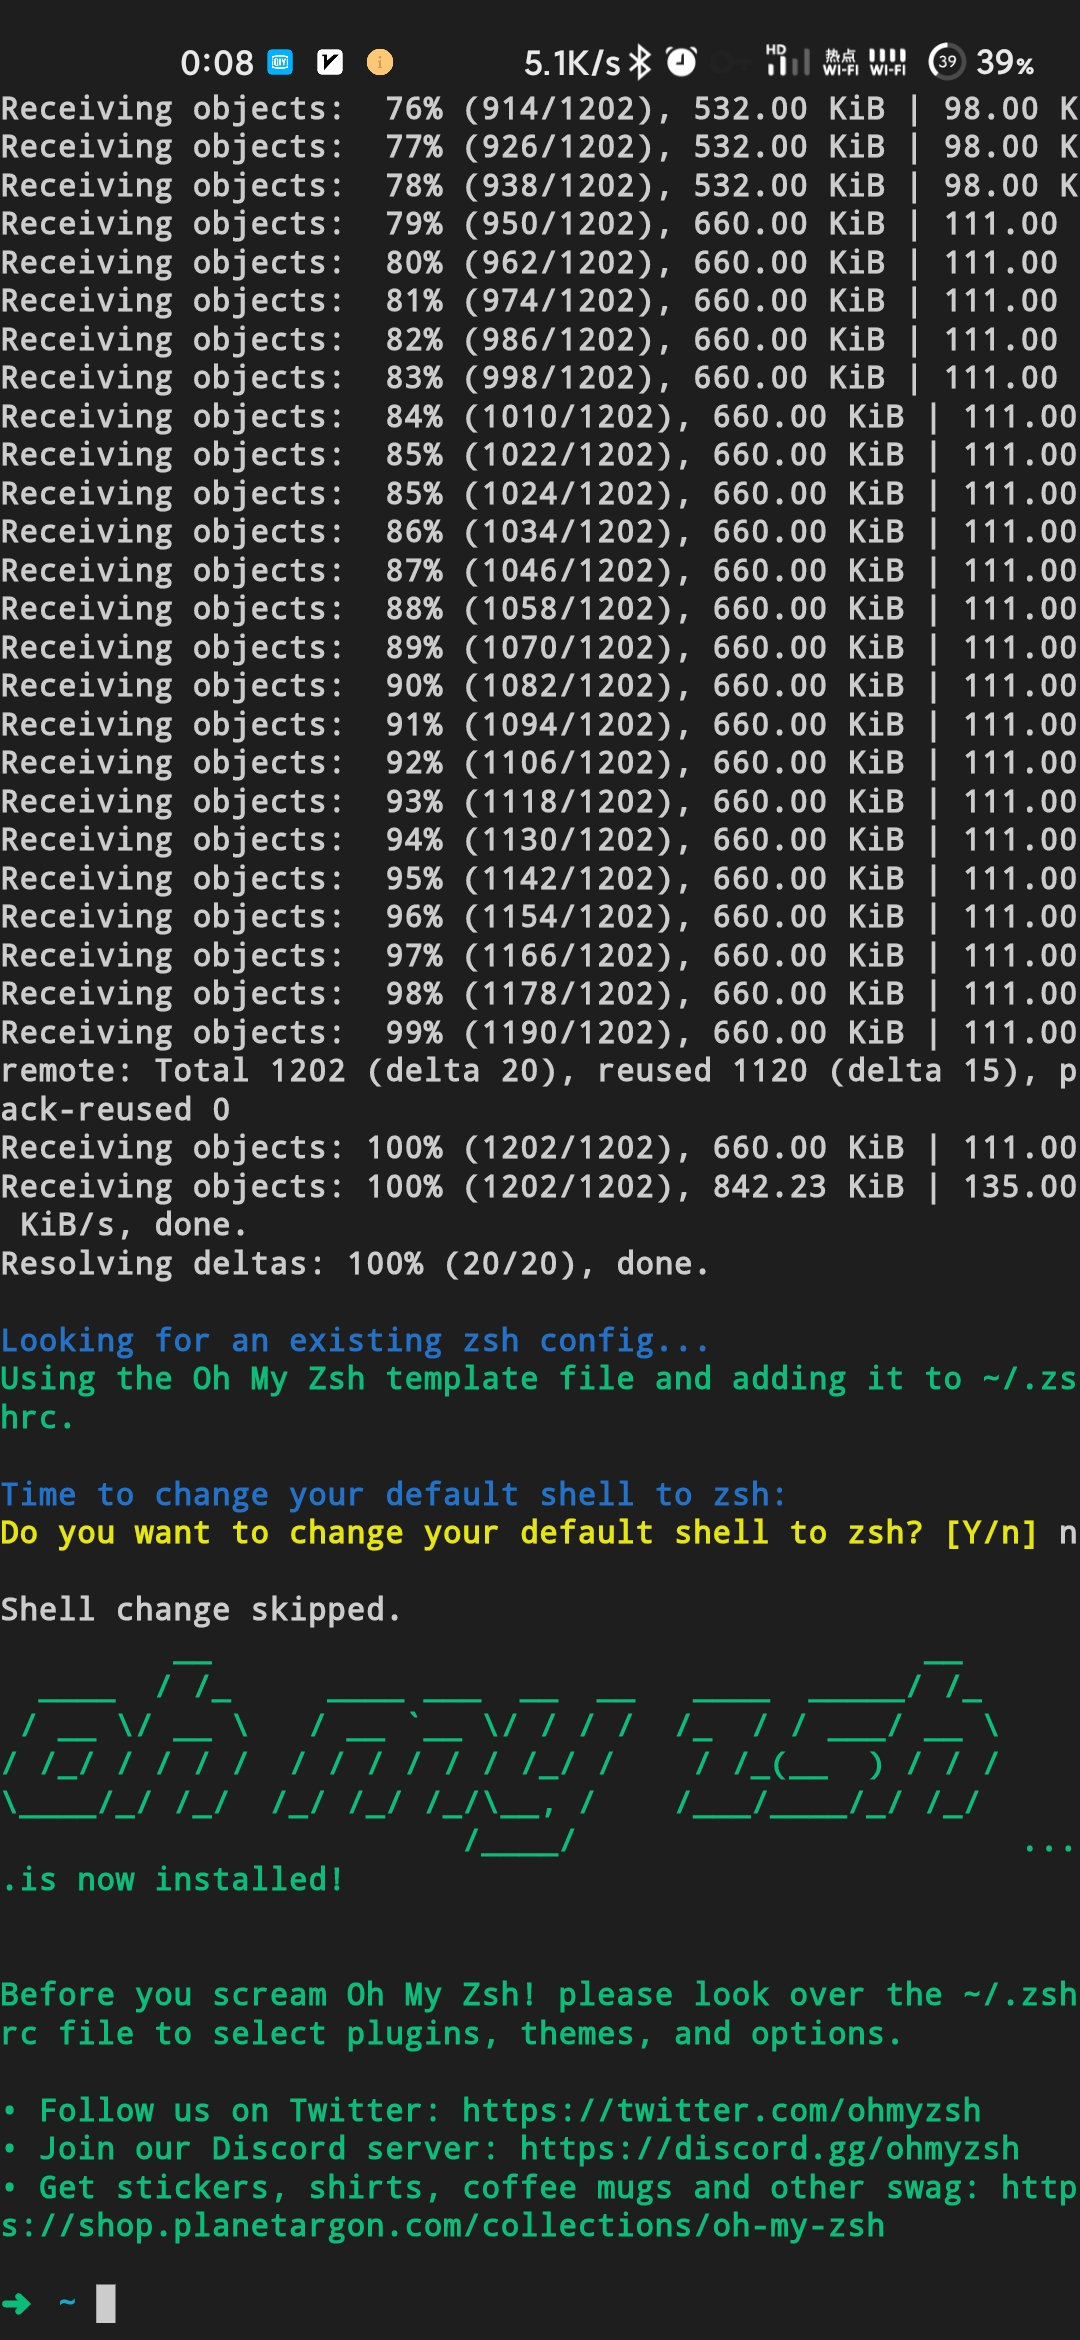 0:08 DIY 5.1K/s HD 热点 WI-FI WI-FI 39 39%
Receiving objects:  76% (914/1202), 532.00 KiB | 98.00 K
Receiving objects:  77% (926/1202), 532.00 KiB | 98.00 K
Receiving objects:  78% (938/1202), 532.00 KiB | 98.00 K
Receiving objects:  79% (950/1202), 660.00 KiB | 111.00
Receiving objects:  80% (962/1202), 660.00 KiB | 111.00
Receiving objects:  81% (974/1202), 660.00 KiB | 111.00
Receiving objects:  82% (986/1202), 660.00 KiB | 111.00
Receiving objects:  83% (998/1202), 660.00 KiB | 111.00
Receiving objects:  84% (1010/1202), 660.00 KiB | 111.00
Receiving objects:  85% (1022/1202), 660.00 KiB | 111.00
Receiving objects:  85% (1024/1202), 660.00 KiB | 111.00
Receiving objects:  86% (1034/1202), 660.00 KiB | 111.00
Receiving objects:  87% (1046/1202), 660.00 KiB | 111.00
Receiving objects:  88% (1058/1202), 660.00 KiB | 111.00
Receiving objects:  89% (1070/1202), 660.00 KiB | 111.00
Receiving objects:  90% (1082/1202), 660.00 KiB | 111.00
Receiving objects:  91% (1094/1202), 660.00 KiB | 111.00
Receiving objects:  92% (1106/1202), 660.00 KiB | 111.00
Receiving objects:  93% (1118/1202), 660.00 KiB | 111.00
Receiving objects:  94% (1130/1202), 660.00 KiB | 111.00
Receiving objects:  95% (1142/1202), 660.00 KiB | 111.00
Receiving objects:  96% (1154/1202), 660.00 KiB | 111.00
Receiving objects:  97% (1166/1202), 660.00 KiB | 111.00
Receiving objects:  98% (1178/1202), 660.00 KiB | 111.00
Receiving objects:  99% (1190/1202), 660.00 KiB | 111.00
remote: Total 1202 (delta 20), reused 1120 (delta 15), p
ack-reused 0
Receiving objects: 100% (1202/1202), 660.00 KiB | 111.00
Receiving objects: 100% (1202/1202), 842.23 KiB | 135.00
 KiB/s, done.
Resolving deltas: 100% (20/20), done.
Looking for an existing zsh config...
Using the Oh My Zsh template file and adding it to ~/.zs
hrc.
Time to change your default shell to zsh:
Do you want to change your default shell to zsh? [Y/n] n
Shell change skipped.
oh my zsh
...
.is now installed!
Before you scream Oh My Zsh! please look over the ~/.zsh
rc file to select plugins, themes, and options.
• Follow us on Twitter: https://twitter.com/ohmyzsh
• Join our Discord server: https://discord.gg/ohmyzsh
• Get stickers, shirts, coffee mugs and other swag: http
s://shop.planetargon.com/collections/oh-my-zsh
➜ ~